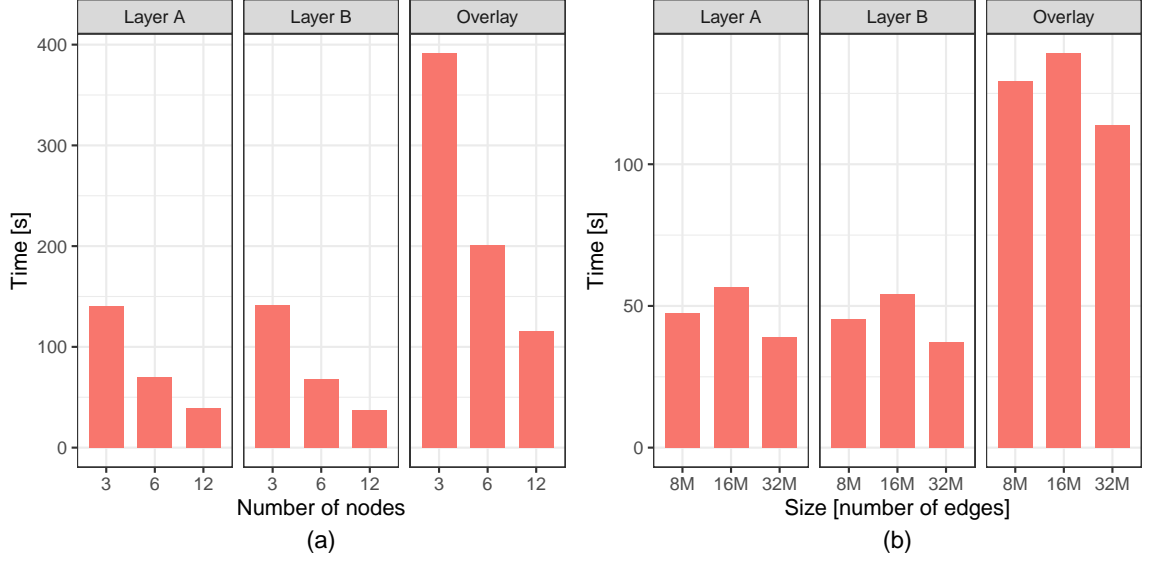 Layer A Layer B Overlay
400
300
200
100
0
Time [s]
3 6 12 3 6 12 3 6 12
Number of nodes
(a)
Layer A Layer B Overlay
100
50
0
Time [s]
8M 16M 32M 8M 16M 32M 8M 16M 32M
Size [number of edges]
(b)